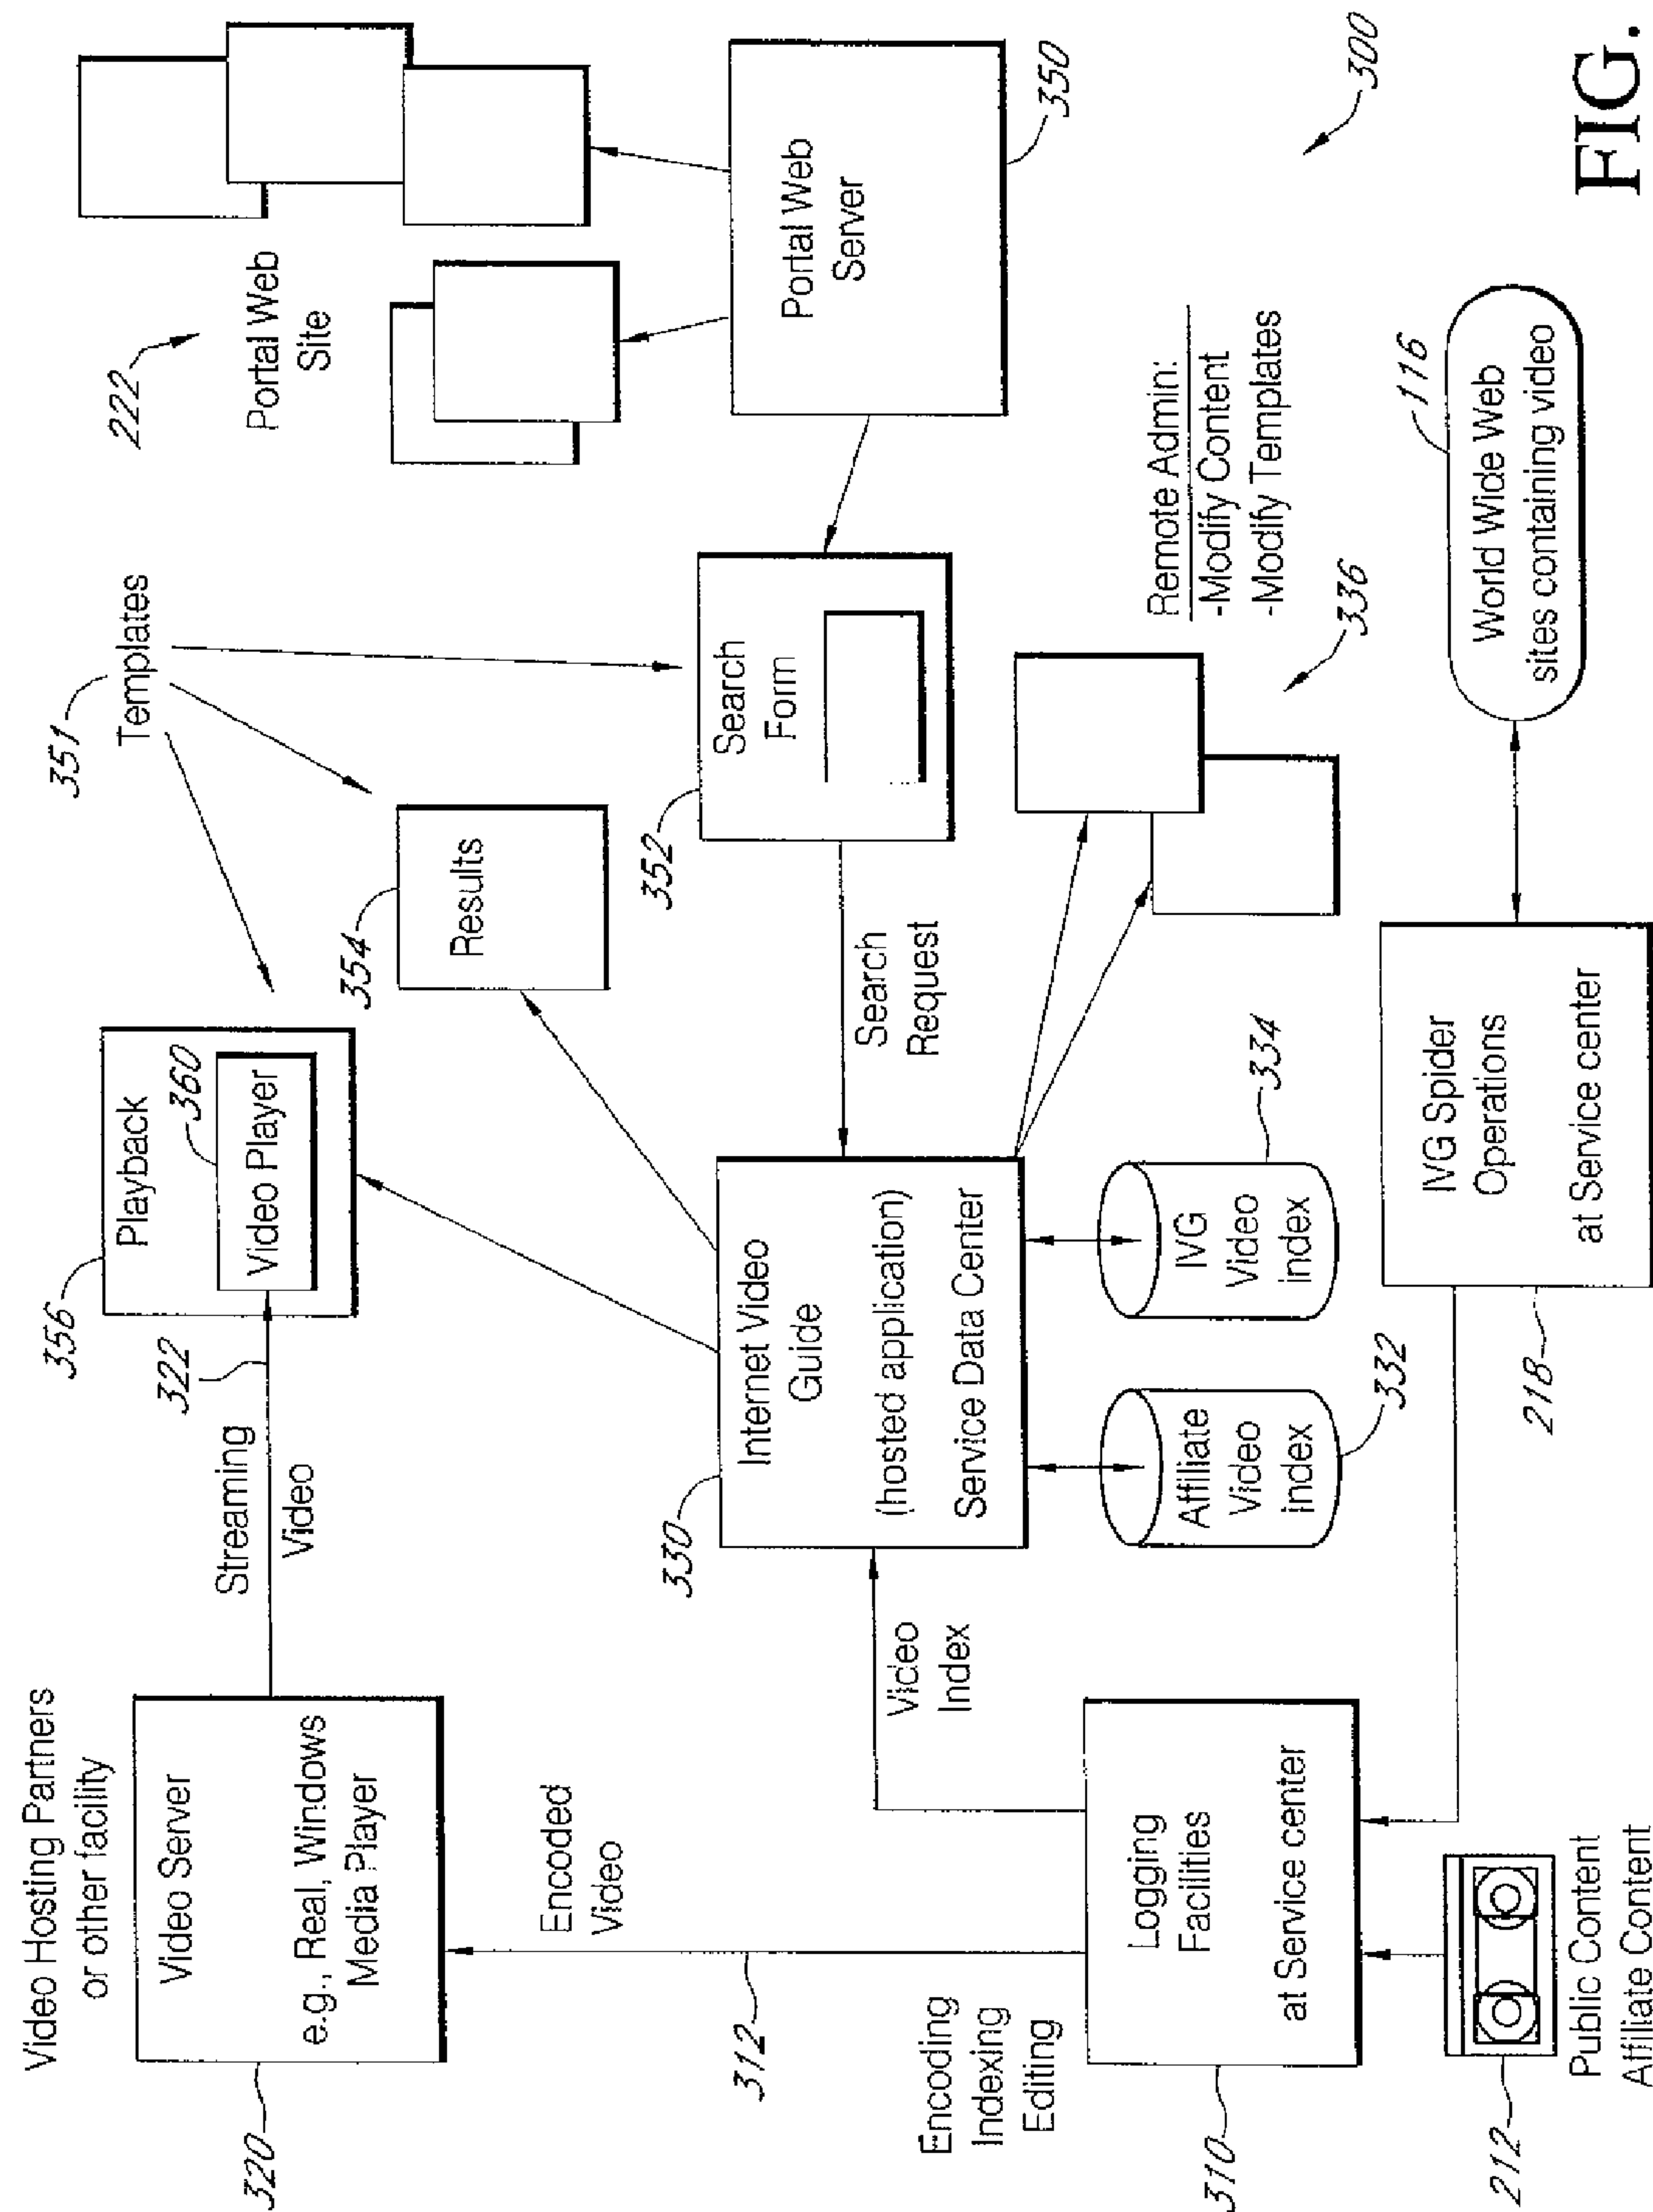 Video Hosting Partners
or other facility
320
Video Server
e.g., Real, Windows
Media Player
Streaming
Video
322
356
Playback
360
Video Player
351
Templates
222
Portal Web
Site
354
Results
Encoded
Video
312
Encoding
Indexing
Editing
Video
Index
330
Internet Video
Guide
(hosted application)
Service Data Center
Search
Request
352
Search
Form
Portal Web
Server
350
310
Logging
Facilities
at Service center
Affiliate
Video
index
332
IVG
Video
index
334
Remote Admin:
-Modify Content
-Modify Templates
336
212
Public Content
Affiliate Content
218
IVG Spider
Operations
at Service center
116
World Wide Web
sites containing video
300
FIG.